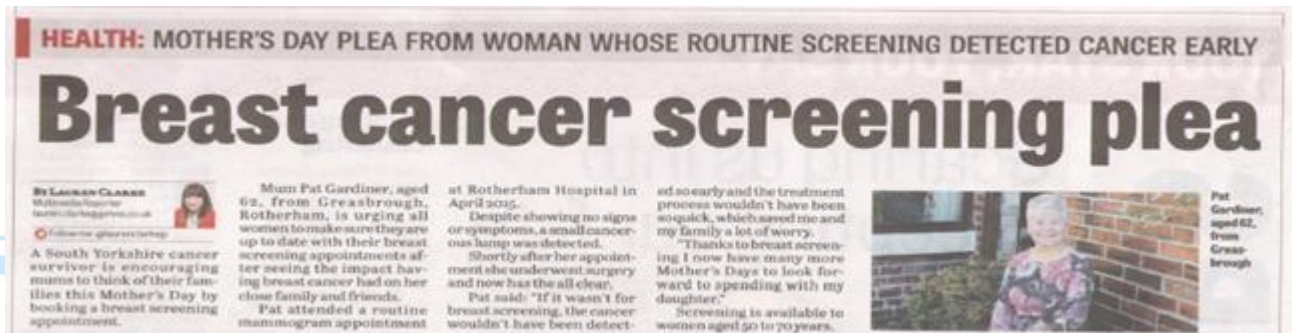 HEALTH: MOTHER'S DAY PLEA FROM WOMAN WHOSE ROUTINE SCREENING DETECTED CANCER EARLY
Breast cancer screening plea
BY LAUREN CLARKE
Multimedia Reporter
A South Yorkshire cancer
survivor is encouraging
mums to think of their fam-
ilies this Mother's Day by
booking a breast screening
appointment.
Mum Pat Gardiner, aged
62, from Greasbrough,
Rotherham, is urging all
women to make sure they are
up to date with their breast
screening appointments af-
ter seeing the impact hav-
ing breast cancer had on her
close family and friends.
Pat attended a routine
mammogram appointment
at Rotherham Hospital in
April 2015.
Despite showing no signs
or symptoms, a small cancer-
ous lump was detected.
Shortly after her appoint-
ment she underwent surgery
and now has the all clear.
Pat said: "If it wasn't for
breast screening, the cancer
wouldn't have been detect-
ed so early and the treatment
process wouldn't have been
so quick, which saved me and
my family a lot of worry.
"Thanks to breast screen-
ing I now have many more
Mother's Days to look for-
ward to spending with my
daughter."
Screening is available to
women aged 50 to 70 years.
Pat
Gardiner,
aged 62,
from
Greas-
brough